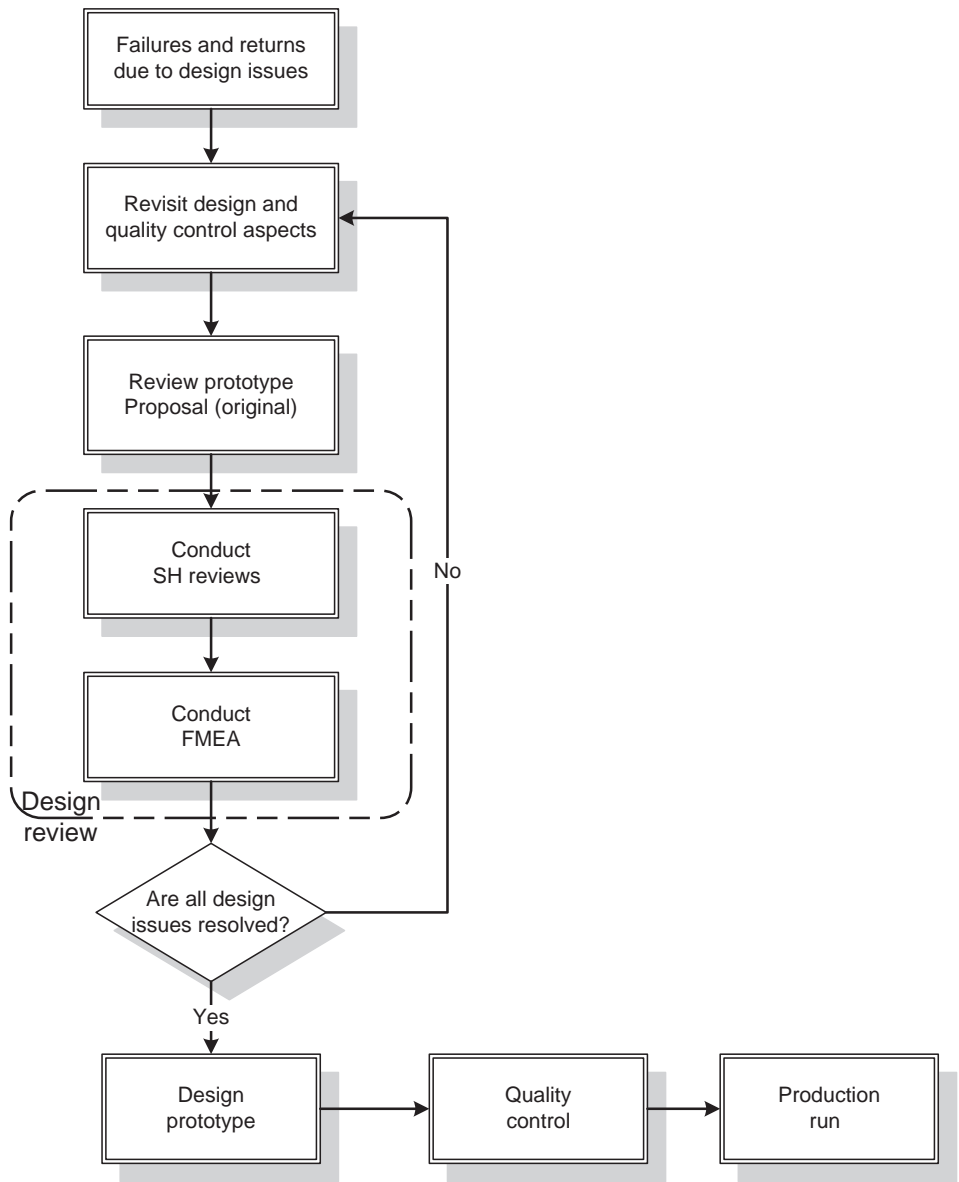 Failures and returns
due to design issues
Revisit design and
quality control aspects
Review prototype
Proposal (original)
Conduct
SH reviews
No
Conduct
FMEA
Design
review
Are all design
issues resolved?
Yes
Design
prototype
Quality
control
Production
run